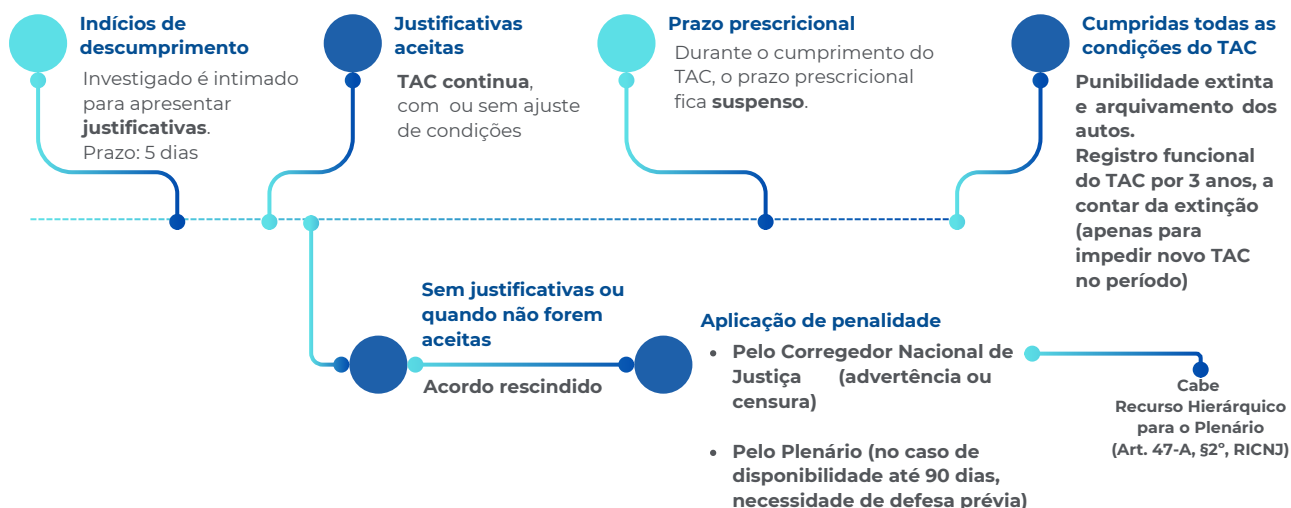 Indícios de
descumprimento
Investigado é intimado
para apresentar
justificativas.
Prazo: 5 dias
Justificativas
aceitas
TAC continua,
com ou sem ajuste
de condições
Prazo prescricional
Durante o cumprimento do
TAC, o prazo prescricional
fica suspenso.
Cumpridas todas as
condições do TAC
Punibilidade extinta
e arquivamento dos
autos.
Registro funcional
do TAC por 3 anos, a
contar da extinção
(apenas para
impedir novo TAC
no período)
Sem justificativas ou
quando não forem
aceitas
Acordo rescindido
Aplicação de penalidade
• Pelo Corregedor Nacional de
Justiça (advertência ou
censura)
• Pelo Plenário (no caso de
disponibilidade até 90 dias,
necessidade de defesa prévia)
Cabe
Recurso Hierárquico
para o Plenário
(Art. 47-A, §2º, RICNJ)